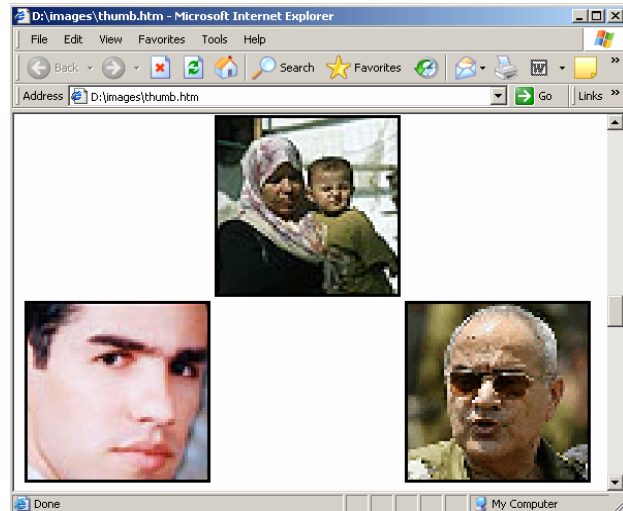 D:\images\thumb.htm - Microsoft Internet Explorer
File Edit View Favorites Tools Help
Back Search Favorites W »
Address D:\images\thumb.htm Go Links »
Done My Computer